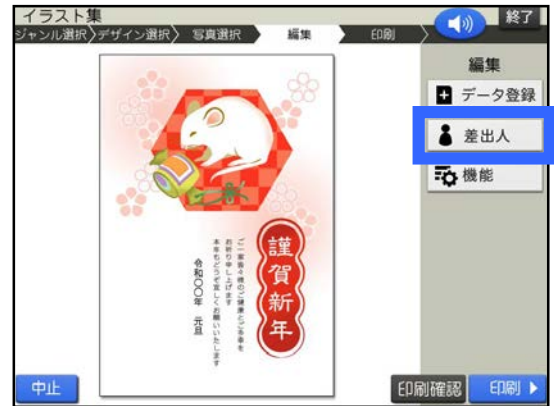 イラスト集
終了
ジャンル選択
デザイン選択
写真選択
編集
印刷
編集
データ登録
差出人
機能
謹賀新年
ご一家皆々様のご健康とご多幸を
お祈り申し上げます
本年もどうぞ宜しくお願いいたします
令和〇〇年 元旦
中止
印刷確認
印刷